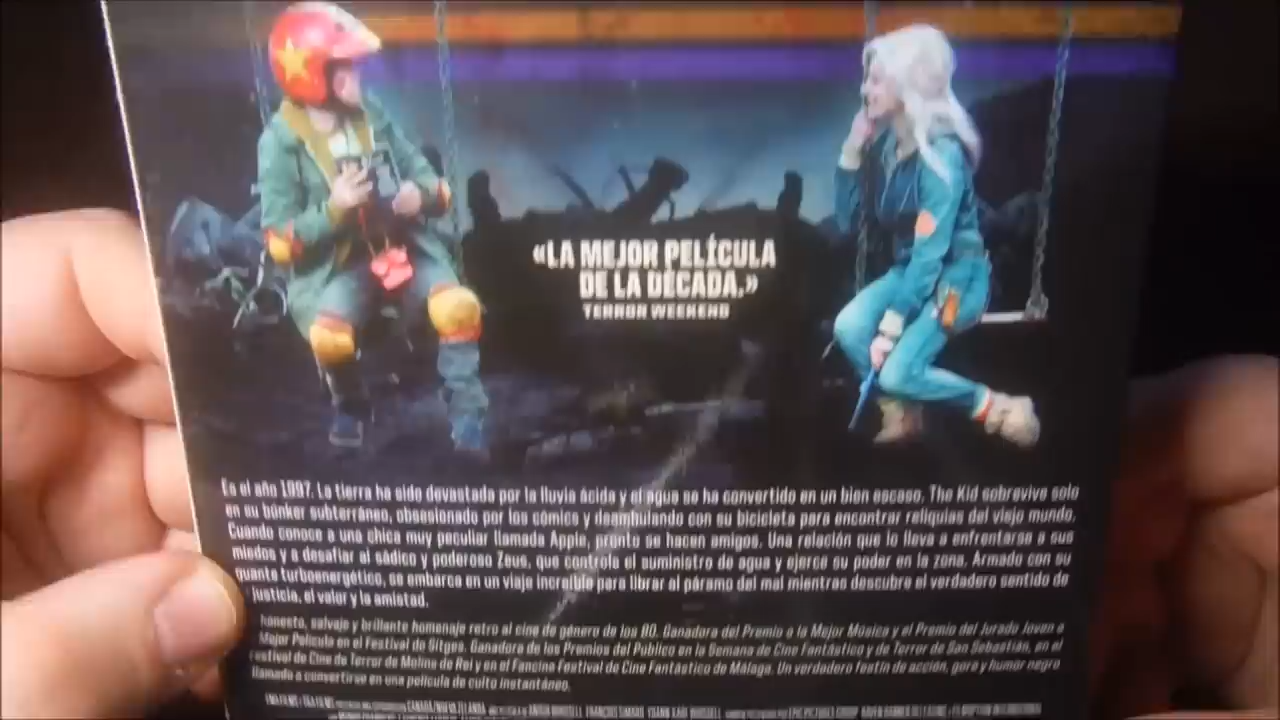 «LA MEJOR PELÍCULA
DE LA DÉCADA.»
TERROR WEEKEND
Es el año 1997. La tierra ha sido devastada por la lluvia ácida y el agua se ha convertido en un bien escaso. The Kid sobrevive solo
en su búnker subterráneo, obsesionado por los cómics y deambulando con su bicicleta para encontrar reliquias del viejo mundo.
Cuando conoce a una chica muy peculiar llamada Apple, pronto se hacen amigos. Una relación que lo lleva a enfrentarse a sus
miedos y a desafiar al sádico y poderoso Zeus, que controla el suministro de agua y ejerce su poder en la zona. Armado con su
guante turboenergético, se embarca en un viaje increíble para librar al páramo del mal mientras descubre el verdadero sentido de
justicia, el valor y la amistad.
honesto, salvaje y brillante homenaje retro al cine de género de los 80. Ganadora del Premio a la Mejor Música y el Premio del Jurado Joven a
Mejor Película en el Festival de Sitges. Ganadora de los Premios del Público en la Semana de Cine Fantástico y de Terror de San Sebastián, en el
Festival de Cine de Terror de Molins de Rei y en el Fancine Festival de Cine Fantástico de Málaga. Un verdadero festín de acción, gore y humor negro
llamado a convertirse en una película de culto instantáneo.